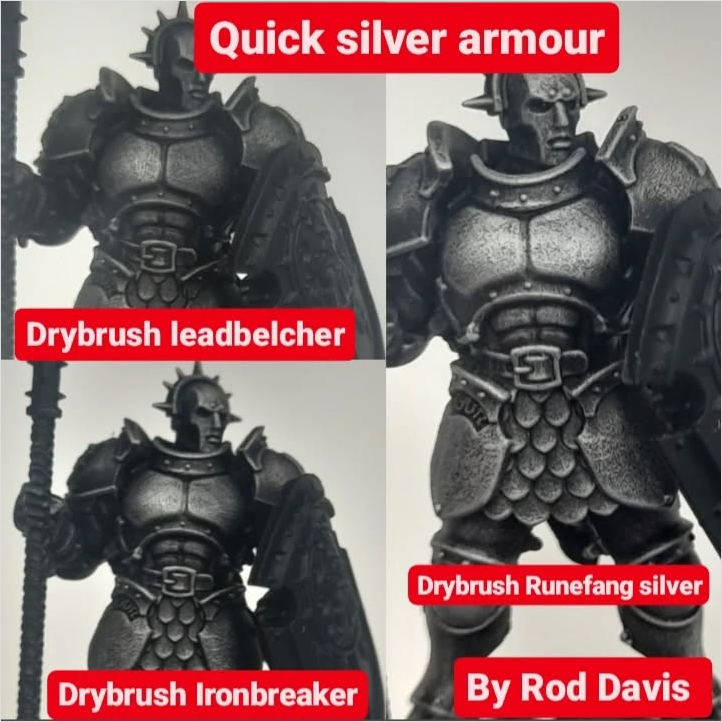 Quick silver armour
Drybrush leadbelcher
Drybrush Ironbreaker
Drybrush Runefang silver
By Rod Davis